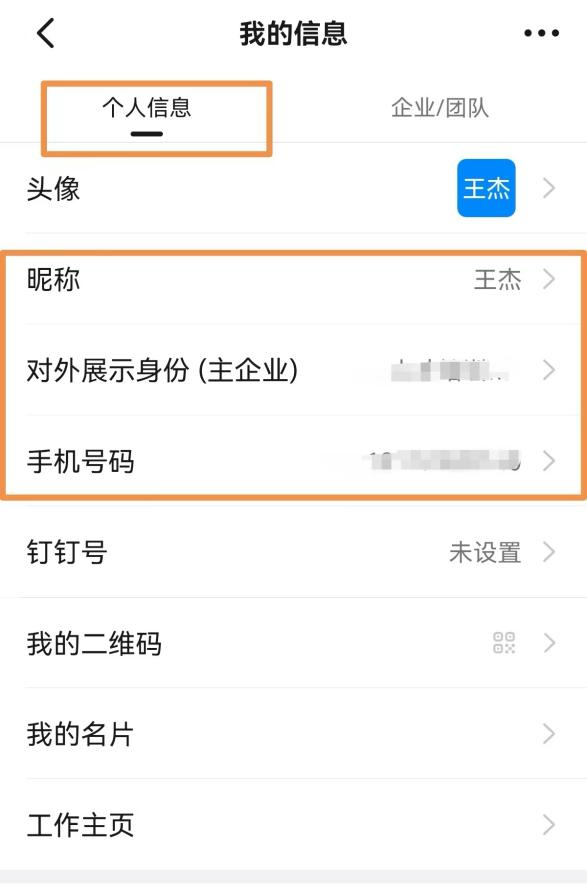 我的信息
个人信息 企业/团队
头像 王杰
昵称 王杰
对外展示身份 (主企业)
手机号码
钉钉号 未设置
我的二维码
我的名片
工作主页